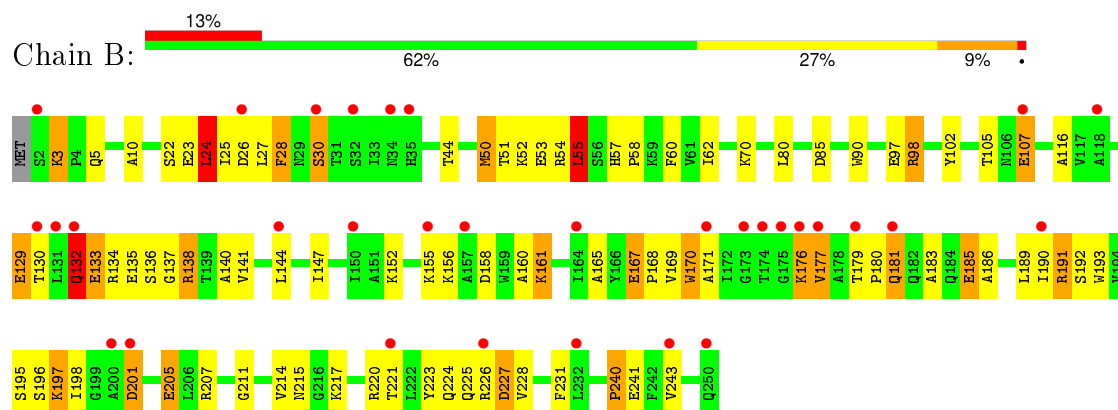 13%
Chain B:
62% 27% 9% •
MET S2 K3 P4 Q5 A10 S22 E23 L24 I25 D26 L27 F28 N29 S30 T31 S32 I33 N34 H35 T44 M50 T51 K52 E53 R54 L55 S56 H57 P58 K59 F60 V61 I62 K70 L80 D85 W90 E97 R98 Y102 T105 N106 E107 A116 V117 A118
E129 T130 L131 Q132 E133 R134 E135 S136 G137 R138 T139 A140 V141 L144 I147 I150 A151 K152 K155 K156 A157 D158 W159 A160 K161 I164 A165 Y166 E167 P168 V169 W170 A171 I172 G173 T174 G175 K176 V177 A178 T179 P180 Q181 Q182 A183 Q184 E185 A186 L189 I190 R191 S192 W193 V194
S195 S196 K197 I198 G199 A200 D201 E205 L206 R207 G211 V214 N215 G216 K217 R220 T221 L222 Y223 Q224 Q225 R226 D227 V228 F231 L232 P240 E241 F242 V243 Q250